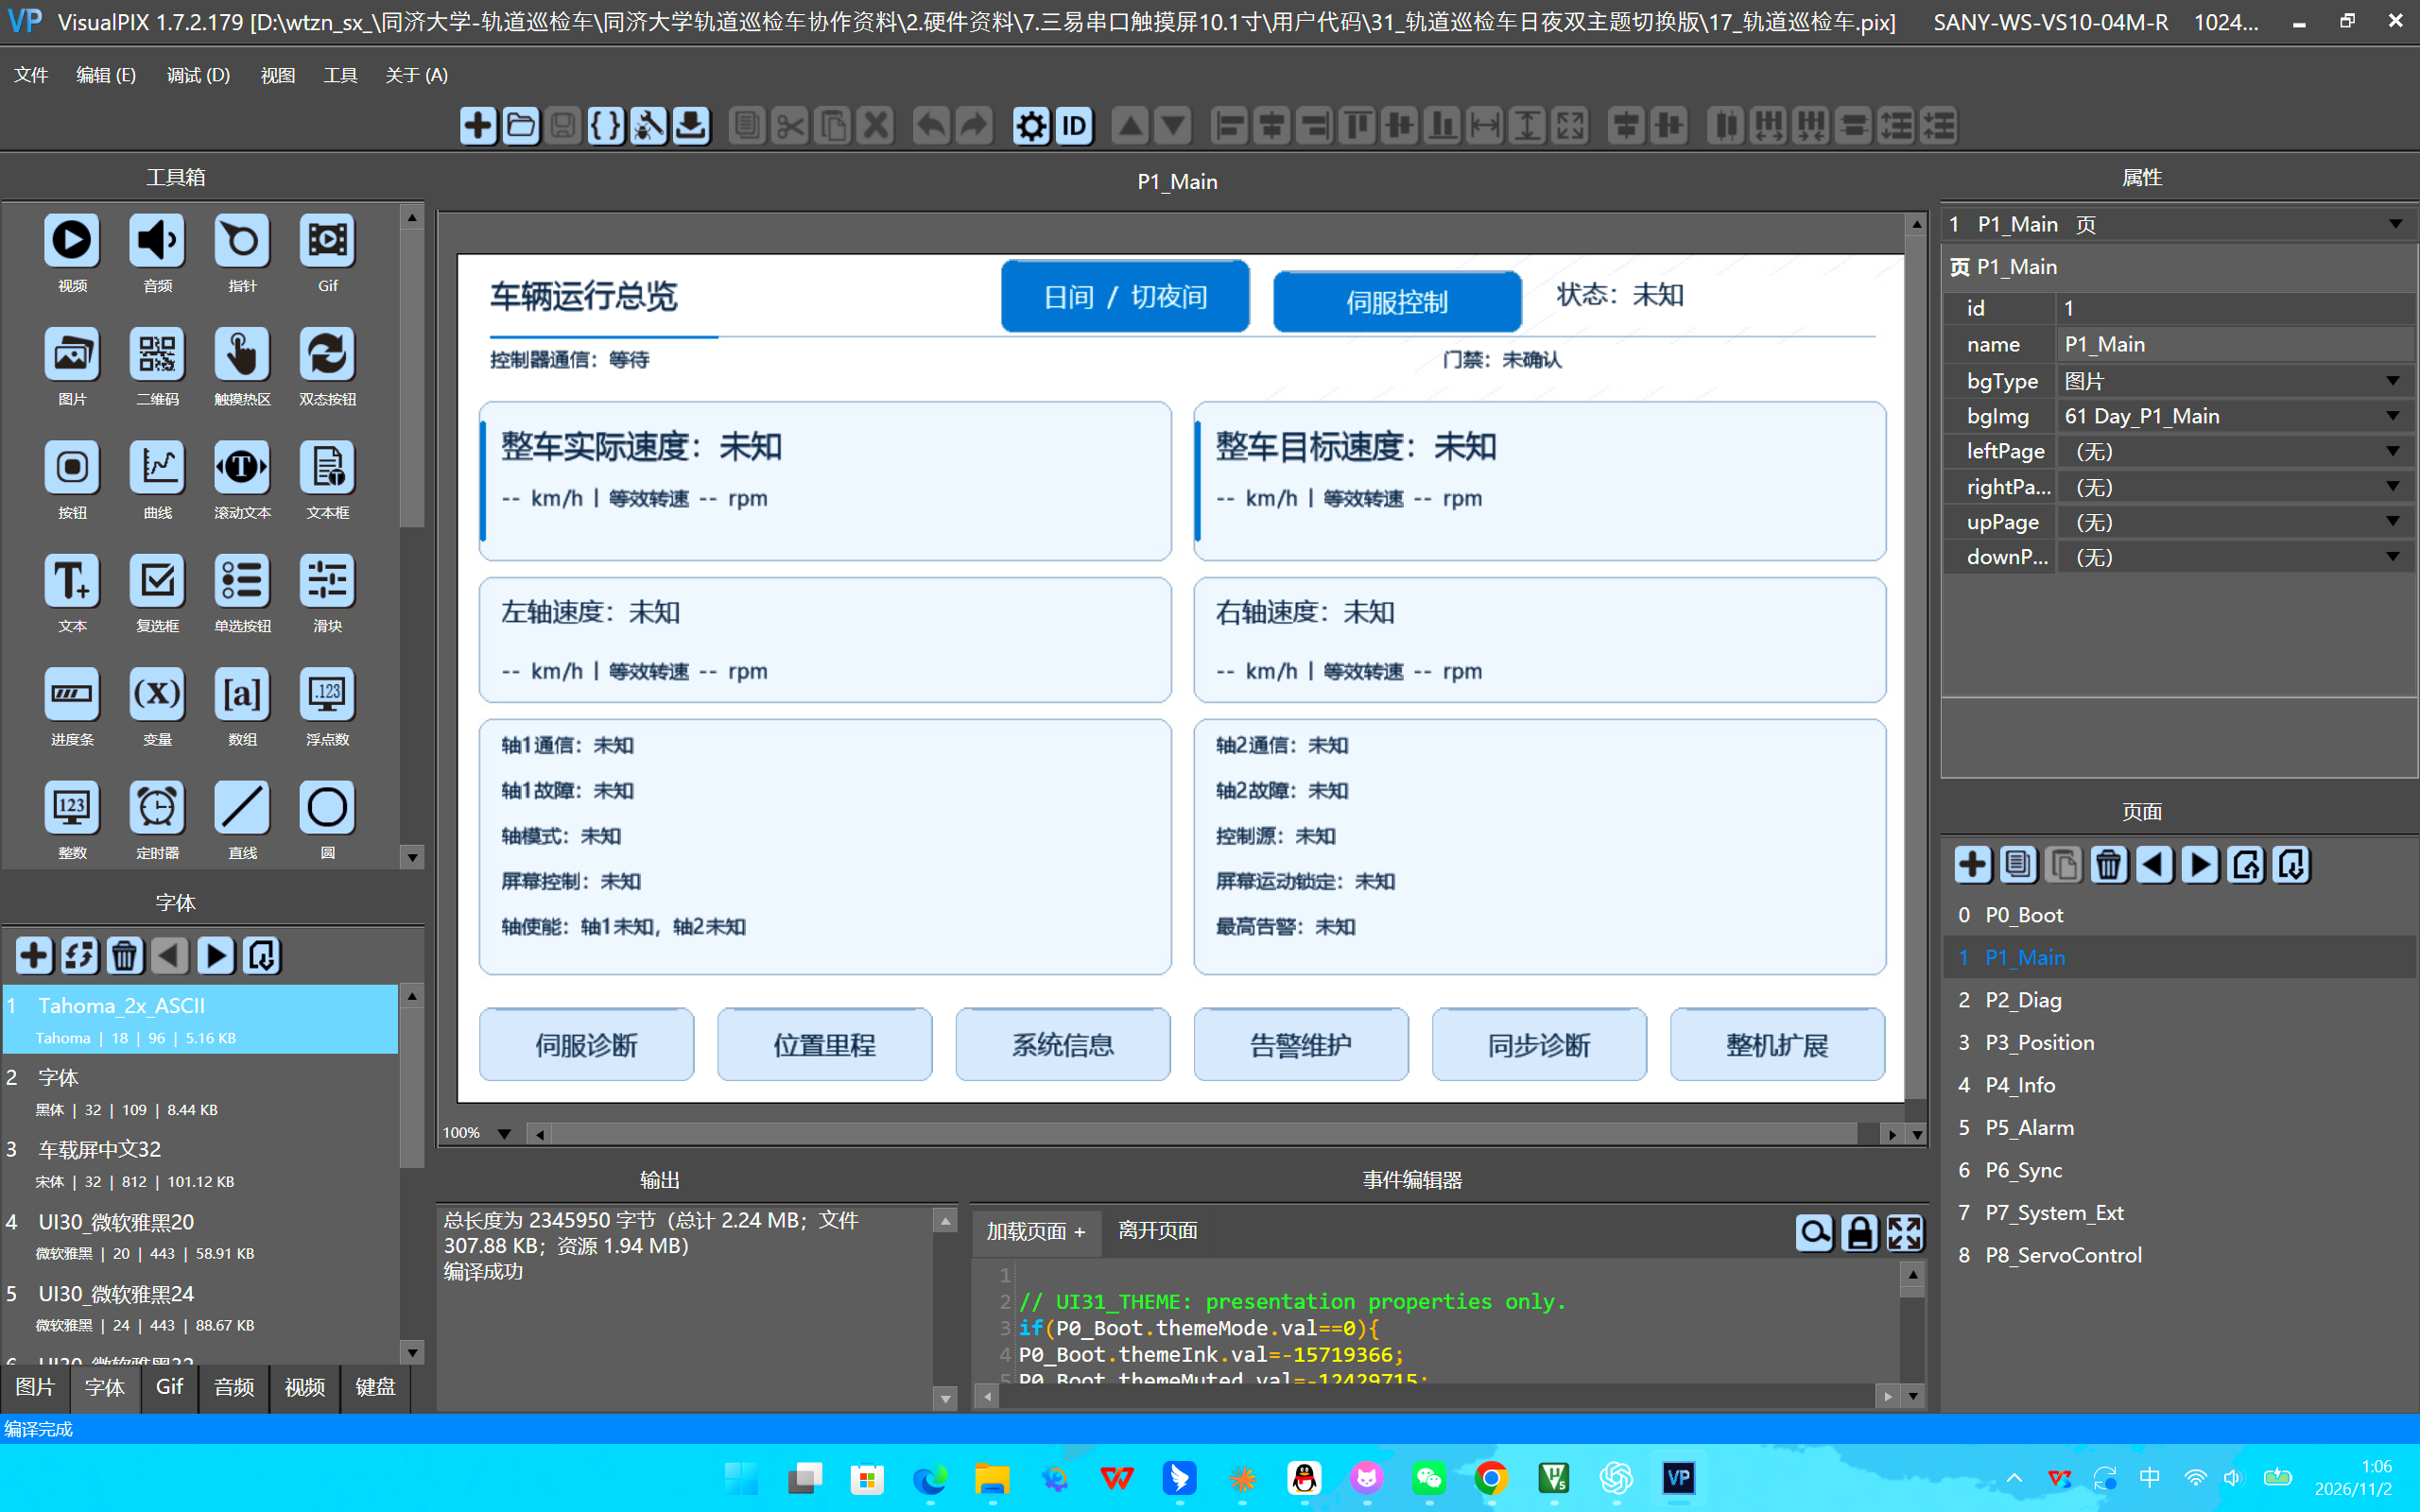 VP VisualPIX 1.7.2.179 [D:\wtzn_sx_\同济大学-轨道巡检车\同济大学轨道巡检车协作资料\2.硬件资料\7.三易串口触摸屏10.1寸\用户代码\31_轨道巡检车日夜双主题切换版\17_轨道巡检车.pix] SANY-WS-VS10-04M-R 1024...
文件 编辑 (E) 调试 (D) 视图 工具 关于 (A)
ID
工具箱
视频 音频 指针 Gif
图片 二维码 触摸热区 双态按钮
按钮 曲线 滚动文本 文本框
文本 复选框 单选按钮 滑块
进度条 变量 数组 浮点数
整数 定时器 直线 圆
字体
1 Tahoma_2x_ASCII
Tahoma | 18 | 96 | 5.16 KB
2 字体
黑体 | 32 | 109 | 8.44 KB
3 车载屏中文32
宋体 | 32 | 812 | 101.12 KB
4 UI30_微软雅黑20
微软雅黑 | 20 | 443 | 58.91 KB
5 UI30_微软雅黑24
微软雅黑 | 24 | 443 | 88.67 KB
图片 字体 Gif 音频 视频 键盘
P1_Main
车辆运行总览
日间 / 切夜间
伺服控制
状态：未知
控制器通信：等待
门禁：未确认
整车实际速度：未知
-- km/h | 等效转速 -- rpm
整车目标速度：未知
-- km/h | 等效转速 -- rpm
左轴速度：未知
-- km/h | 等效转速 -- rpm
右轴速度：未知
-- km/h | 等效转速 -- rpm
轴1通信：未知
轴1故障：未知
轴模式：未知
屏幕控制：未知
轴使能：轴1未知，轴2未知
轴2通信：未知
轴2故障：未知
控制源：未知
屏幕运动锁定：未知
最高告警：未知
伺服诊断 位置里程 系统信息 告警维护 同步诊断 整机扩展
100%
输出
总长度为 2345950 字节（总计 2.24 MB；文件
307.88 KB；资源 1.94 MB）
编译成功
事件编辑器
加载页面 + 离开页面
1
2 // UI31_THEME: presentation properties only.
3 if(P0_Boot.themeMode.val==0){
4 P0_Boot.themeInk.val=-15719366;
5 P0_Boot.themeMuted.val=-12429715;
属性
1 P1_Main 页
页 P1_Main
id 1
name P1_Main
bgType 图片
bgImg 61 Day_P1_Main
leftPage （无）
rightPa... （无）
upPage （无）
downP... （无）
页面
0 P0_Boot
1 P1_Main
2 P2_Diag
3 P3_Position
4 P4_Info
5 P5_Alarm
6 P6_Sync
7 P7_System_Ext
8 P8_ServoControl
编译完成
中
1:06
2026/11/2